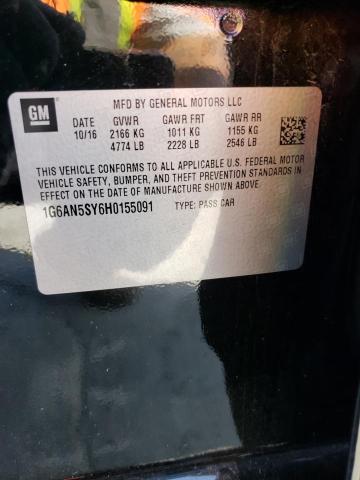 GM
MFD BY GENERAL MOTORS LLC
DATE GVWR GAWR FRT GAWR RR
10/16 2166 KG 1011 KG 1155 KG
4774 LB 2228 LB 2546 LB
THIS VEHICLE CONFORMS TO ALL APPLICABLE U.S. FEDERAL MOTOR
VEHICLE SAFETY, BUMPER, AND THEFT PREVENTION STANDARDS IN
EFFECT ON THE DATE OF MANUFACTURE SHOWN ABOVE.
1G6AN5SY6H0155091 TYPE: PASS CAR